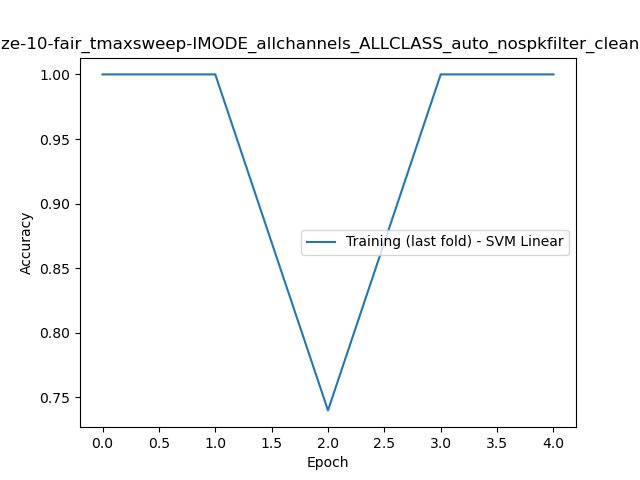 ze-10-fair_tmaxsweep-IMODE_allchannels_ALLCLASS_auto_nospkfilter_clean
1.00
0.95
0.90
0.85
0.80
0.75
Accuracy
Training (last fold) - SVM Linear
0.0 0.5 1.0 1.5 2.0 2.5 3.0 3.5 4.0
Epoch